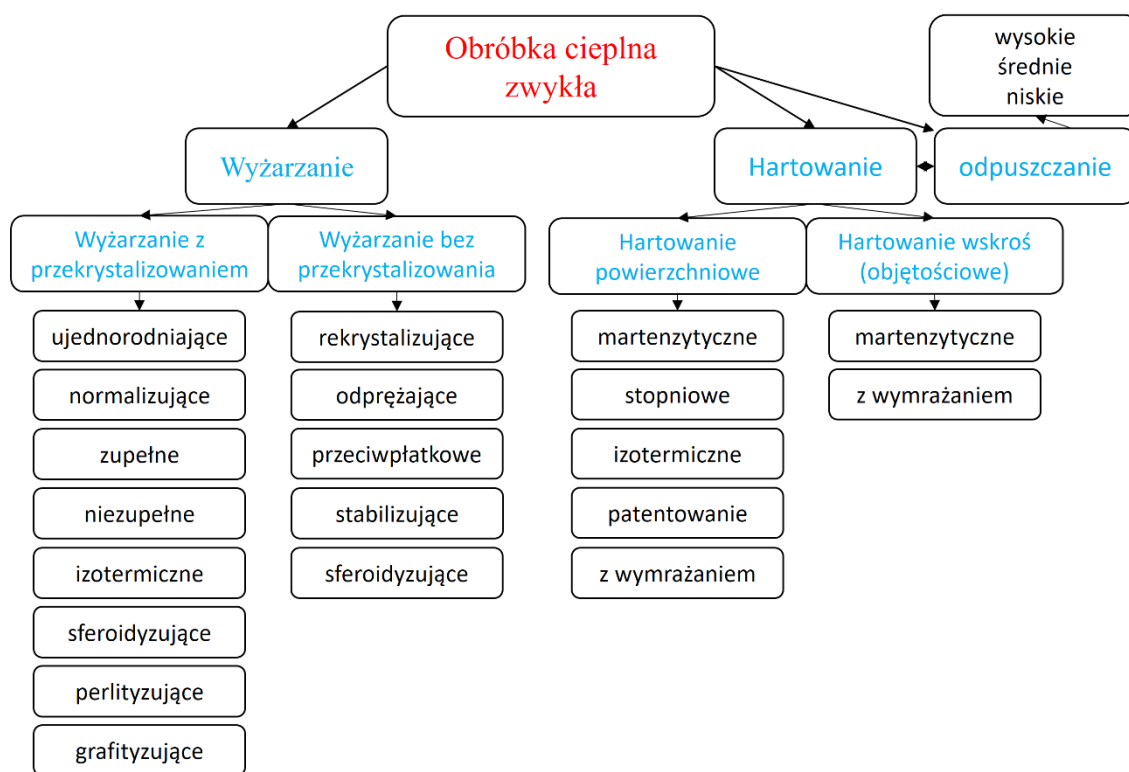 Obróbka cieplna
zwykła
wysokie
średnie
niskie
Wyżarzanie
Hartowanie
odpuszczanie
Wyżarzanie z
przekrystalizowaniem
Wyżarzanie bez
przekrystalizowania
Hartowanie
powierzchniowe
Hartowanie wskroś
(objętościowe)
ujednorodniające
normalizujące
zupełne
niezupełne
izotermiczne
sferoidyzujące
perlityzujące
grafityzujące
rekrystalizujące
odprężające
przeciwpłatkowe
stabilizujące
sferoidyzujące
martenzytyczne
stopniowe
izotermiczne
patentowanie
z wymrażaniem
martenzytyczne
z wymrażaniem